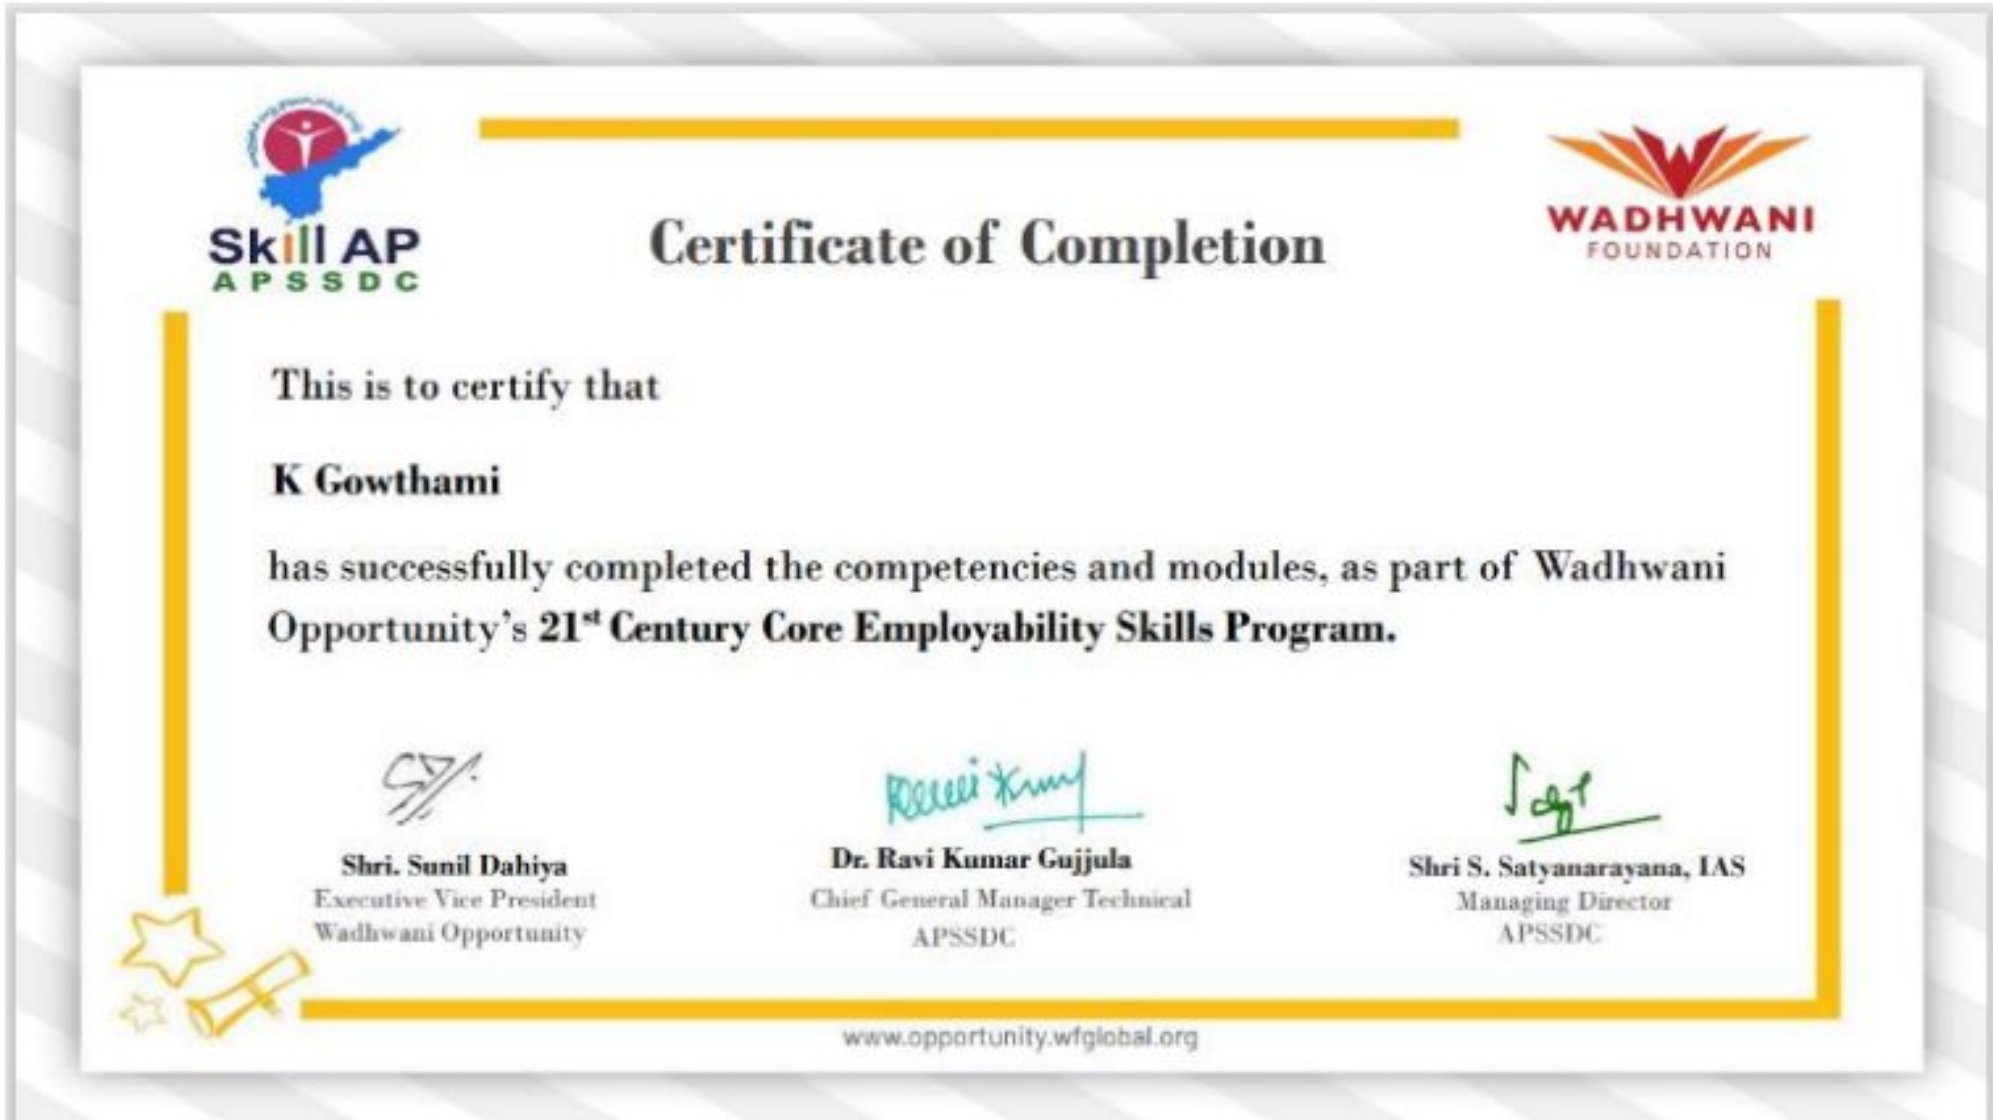 Skill AP
APSSDC
WADHWANI
FOUNDATION
Certificate of Completion
This is to certify that
K Gowthami
has successfully completed the competencies and modules, as part of Wadhwani
Opportunity's 21st Century Core Employability Skills Program.
Shri. Sunil Dahiya
Executive Vice President
Wadhwani Opportunity
Dr. Ravi Kumar Gujjula
Chief General Manager Technical
APSSDC
Shri S. Satyanarayana, IAS
Managing Director
APSSDC
www.opportunity.wfglobal.org